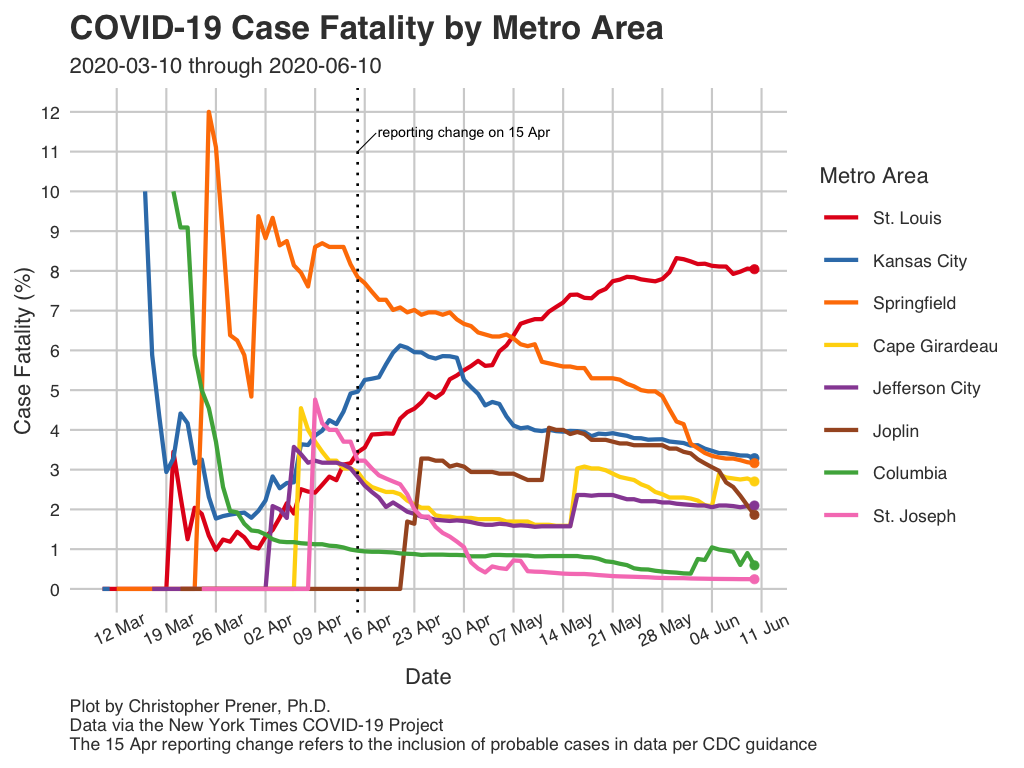 COVID-19 Case Fatality by Metro Area
2020-03-10 through 2020-06-10
reporting change on 15 Apr
Case Fatality (%)
12
11
10
9
8
7
6
5
4
3
2
1
0
12 Mar
19 Mar
26 Mar
02 Apr
09 Apr
16 Apr
23 Apr
30 Apr
07 May
14 May
21 May
28 May
04 Jun
11 Jun
Date
Metro Area
St. Louis
Kansas City
Springfield
Cape Girardeau
Jefferson City
Joplin
Columbia
St. Joseph
Plot by Christopher Prener, Ph.D.
Data via the New York Times COVID-19 Project
The 15 Apr reporting change refers to the inclusion of probable cases in data per CDC guidance